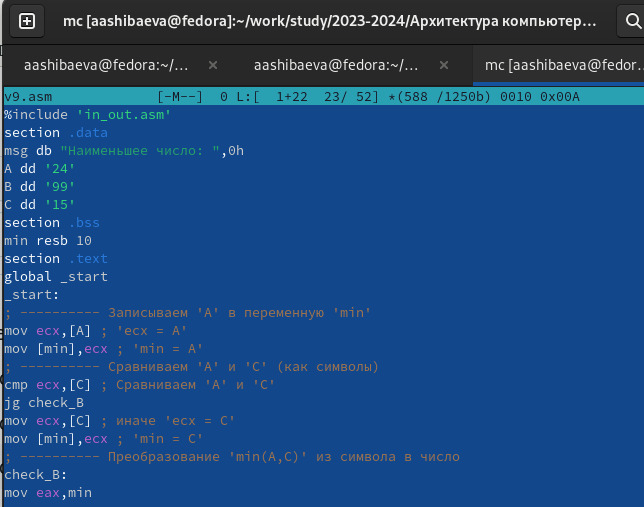 mc [aashibaeva@fedora]:~/work/study/2023-2024/Архитектура компьютер...
aashibaeva@fedora:~/... × aashibaeva@fedora:~/... × mc [aashibaeva@fedor
v9.asm [-M--] 0 L:[ 1+22 23/ 52] *(588 /1250b) 0010 0x00A
%include 'in_out.asm'
section .data
msg db "Наименьшее число: ",0h
A dd '24'
B dd '99'
C dd '15'
section .bss
min resb 10
section .text
global _start
_start:
; ---------- Записываем 'A' в переменную 'min'
mov ecx,[A] ; 'ecx = A'
mov [min],ecx ; 'min = A'
; ---------- Сравниваем 'A' и 'C' (как символы)
cmp ecx,[C] ; Сравниваем 'A' и 'C'
jg check_B
mov ecx,[C] ; иначе 'ecx = C'
mov [min],ecx ; 'min = C'
; ---------- Преобразование 'min(A,C)' из символа в число
check_B:
mov eax,min